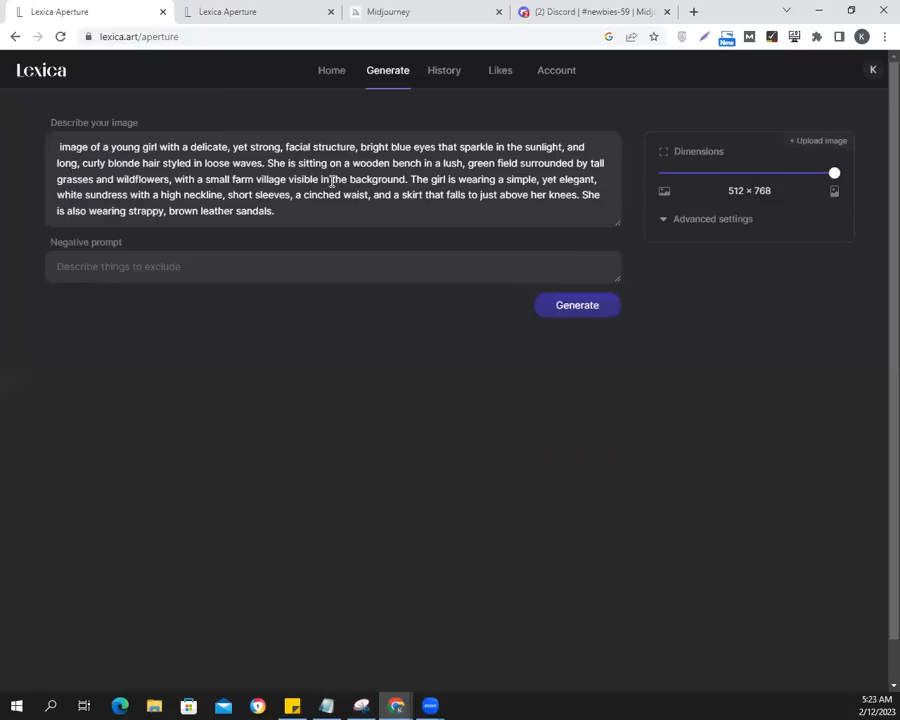 Lexica Aperture
Lexica Aperture
Midjourney
(2) Discord | #newbies-59 | Midj
lexica.art/aperture
New
K
Lexica
Home
Generate
History
Likes
Account
K
Describe your image
image of a young girl with a delicate, yet strong, facial structure, bright blue eyes that sparkle in the sunlight, and
long, curly blonde hair styled in loose waves. She is sitting on a wooden bench in a lush, green field surrounded by tall
grasses and wildflowers, with a small farm village visible in the background. The girl is wearing a simple, yet elegant,
white sundress with a high neckline, short sleeves, a cinched waist, and a skirt that falls to just above her knees. She
is also wearing strappy, brown leather sandals.
+ Upload image
Dimensions
512 × 768
Advanced settings
Negative prompt
Describe things to exclude
Generate
5:23 AM
2/12/2023